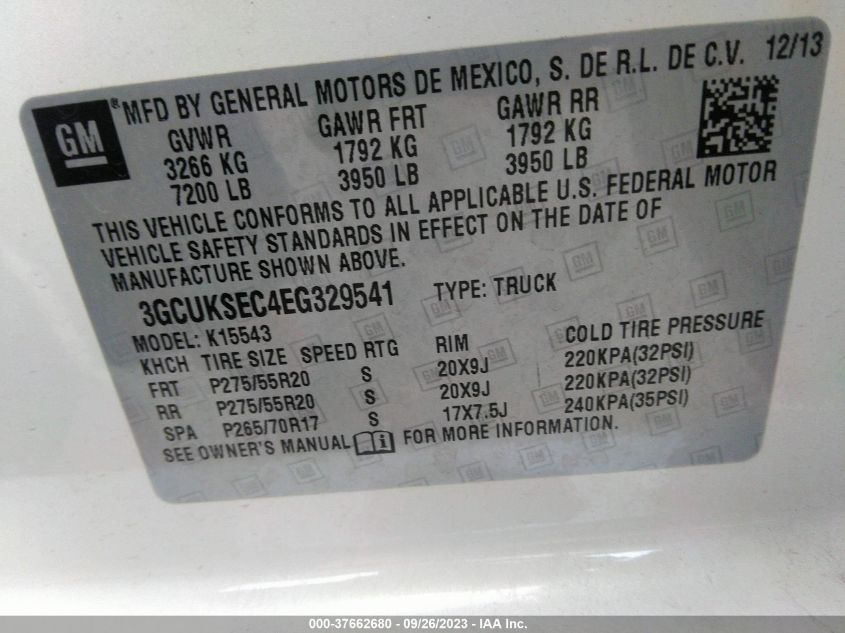 MFD BY GENERAL MOTORS DE MEXICO, S. DE R.L. DE C.V. 12/13
GM ®
GVWR GAWR FRT GAWR RR
3266 KG 1792 KG 1792 KG
7200 LB 3950 LB 3950 LB
THIS VEHICLE CONFORMS TO ALL APPLICABLE U.S. FEDERAL MOTOR
VEHICLE SAFETY STANDARDS IN EFFECT ON THE DATE OF
MANUFACTURE SHOWN ABOVE.
3GCUKSEC4EG329541 TYPE: TRUCK
MODEL: K15543
KHCH TIRE SIZE SPEED RTG RIM COLD TIRE PRESSURE
FRT P275/55R20 S 20X9J 220KPA(32PSI)
RR P275/55R20 S 20X9J 220KPA(32PSI)
SPA P265/70R17 S 17X7.5J 240KPA(35PSI)
SEE OWNER'S MANUAL FOR MORE INFORMATION.
000-37662680 - 09/26/2023 - IAA Inc.